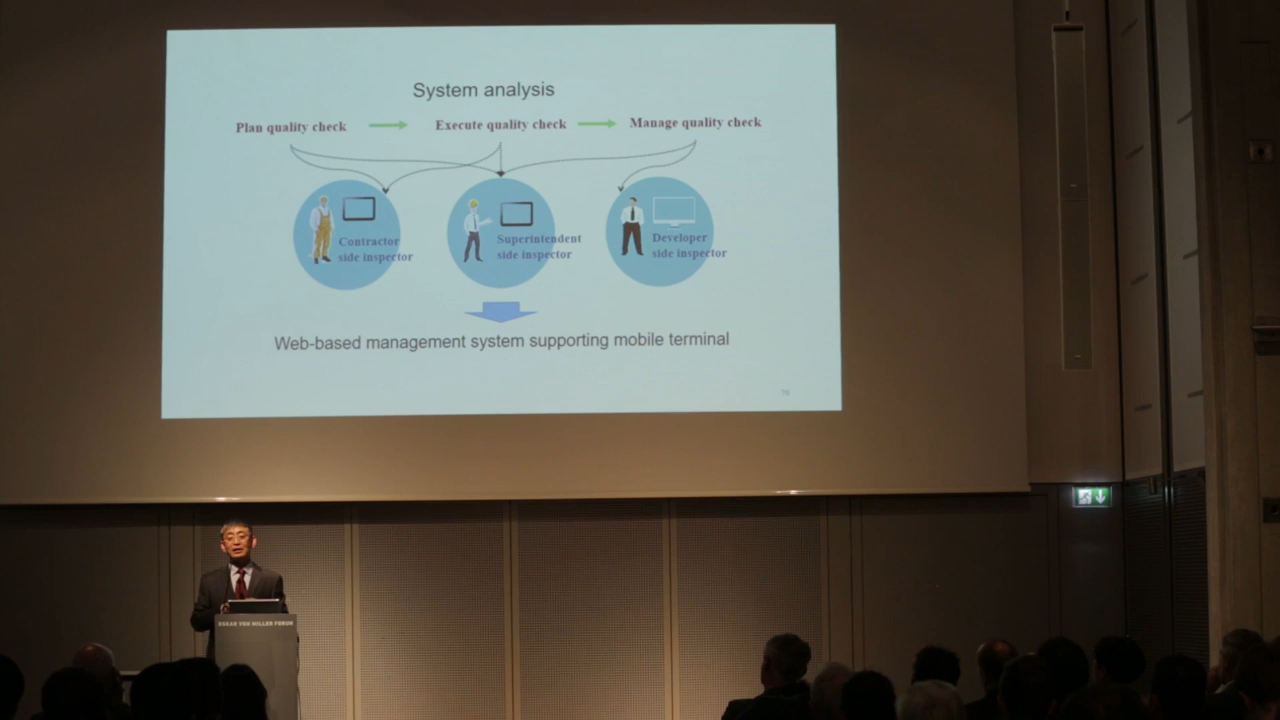 System analysis
Plan quality check
Execute quality check
Manage quality check
Contractor
side inspector
Superintendent
side inspector
Developer
side inspector
Web-based management system supporting mobile terminal
OSKAR VON MILLER FORUM